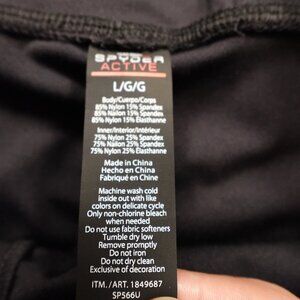 SPYDER
ACTIVE
L/G/G
Body/Cuerpo/Corps
85% Nylon 15% Spandex
85% Nailon 15% Spandex
85% Nylon 15% Élasthanne
Inner/Interior/Intérieur
75% Nylon 25% Spandex
75% Nailon 25% Spandex
75% Nylon 25% Élasthanne
Made in China
Hecho en China
Fabriqué en Chine
Machine wash cold
inside out with like
colors on delicate cycle
Only non-chlorine bleach
when needed
Do not use fabric softeners
Tumble dry low
Remove promptly
Do not iron
Do not dry clean
Exclusive of decoration
ITM./ART. 1849687
SP566U